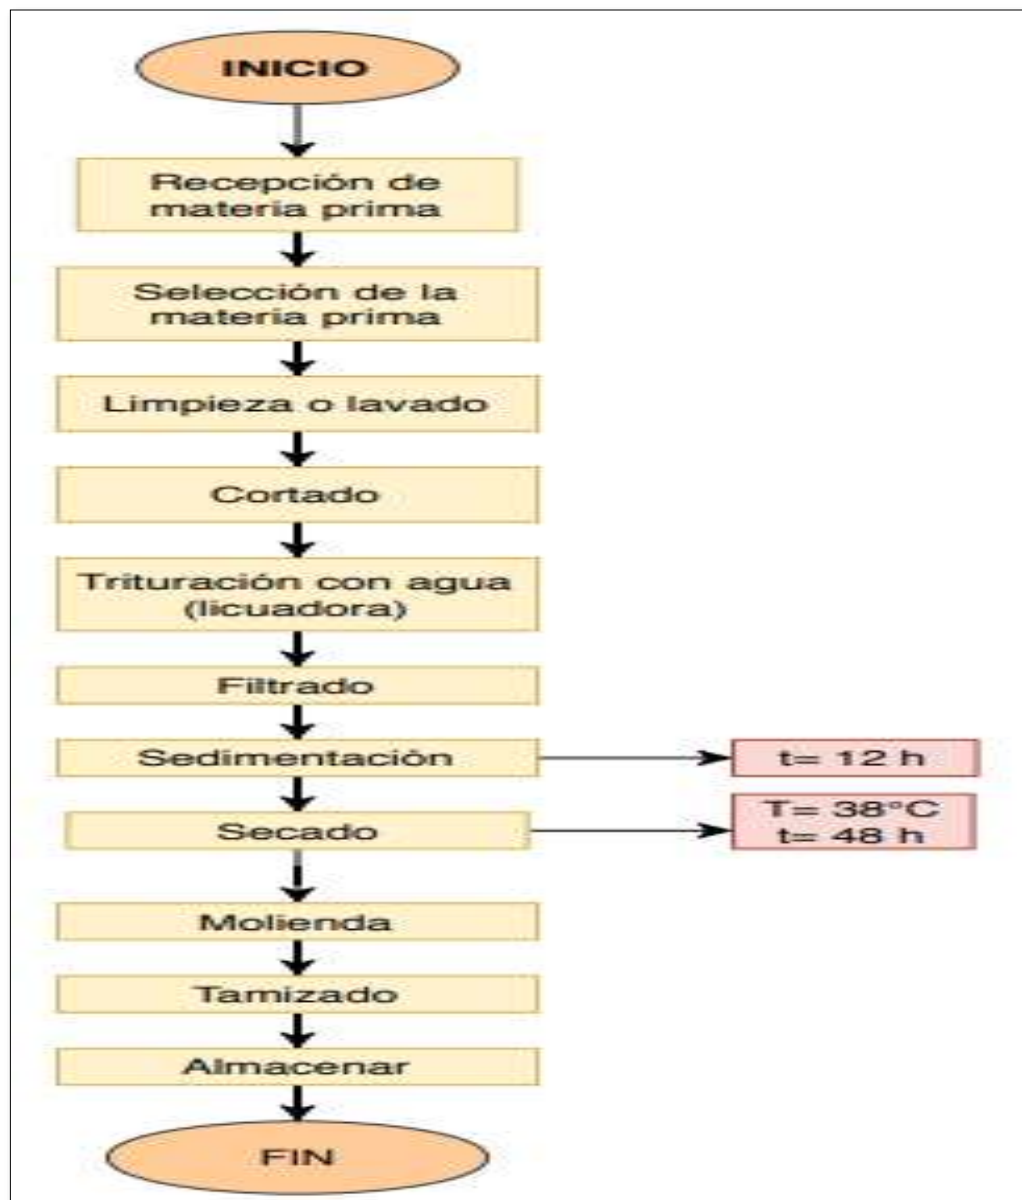 INICIO
Recepción de
materia prima
Selección de la
materia prima
Limpieza o lavado
Cortado
Trituración con agua
(licuadora)
Filtrado
Sedimentación
t= 12 h
Secado
T= 38°C
t= 48 h
Molienda
Tamizado
Almacenar
FIN